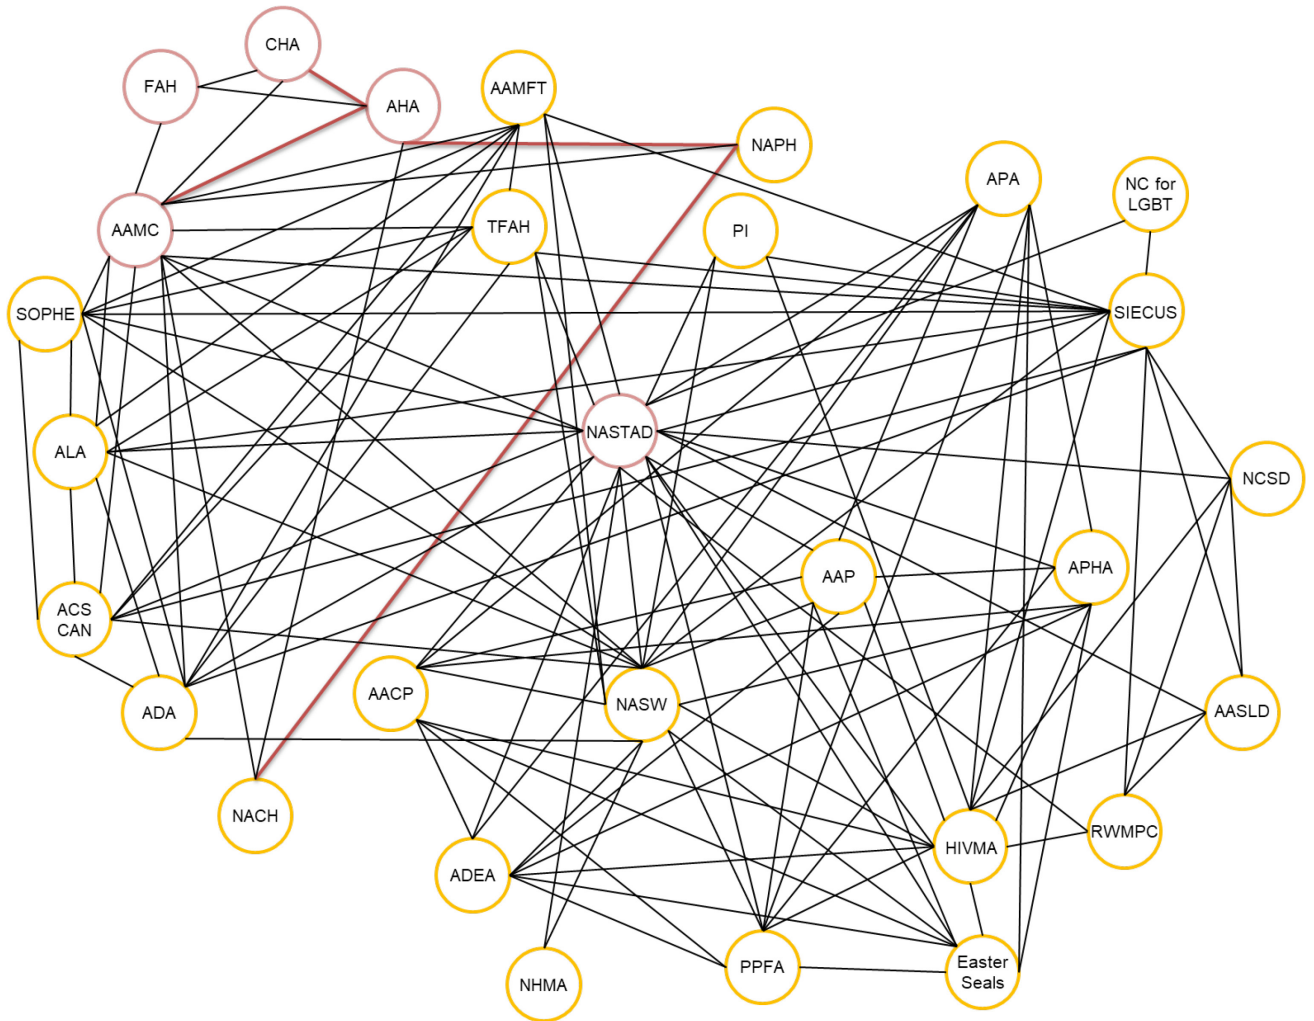 CHA
FAH
AHA
AAMFT
NAPH
APA
NC for
LGBT
AAMC
TFAH
PI
SOPHE
SIECUS
NASTAD
ALA
NCSD
AAP
APHA
ACS
CAN
AACP
NASW
ADA
AASLD
NACH
RWMPC
HIVMA
ADEA
PPFA
Easter
Seals
NHMA